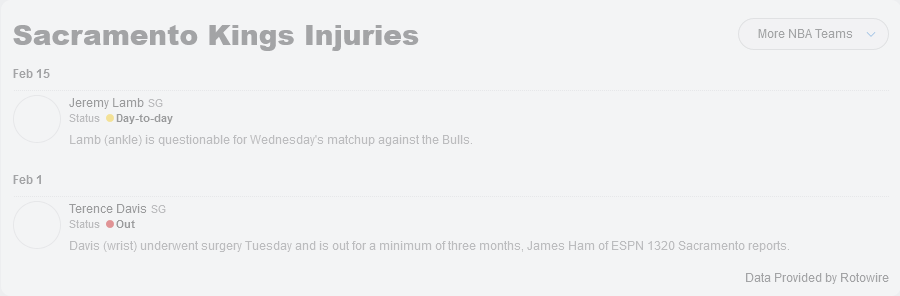 Sacramento Kings Injuries
More NBA Teams
Feb 15
Jeremy Lamb SG
Status Day-to-day
Lamb (ankle) is questionable for Wednesday's matchup against the Bulls.
Feb 1
Terence Davis SG
Status Out
Davis (wrist) underwent surgery Tuesday and is out for a minimum of three months, James Ham of ESPN 1320 Sacramento reports.
Data Provided by Rotowire